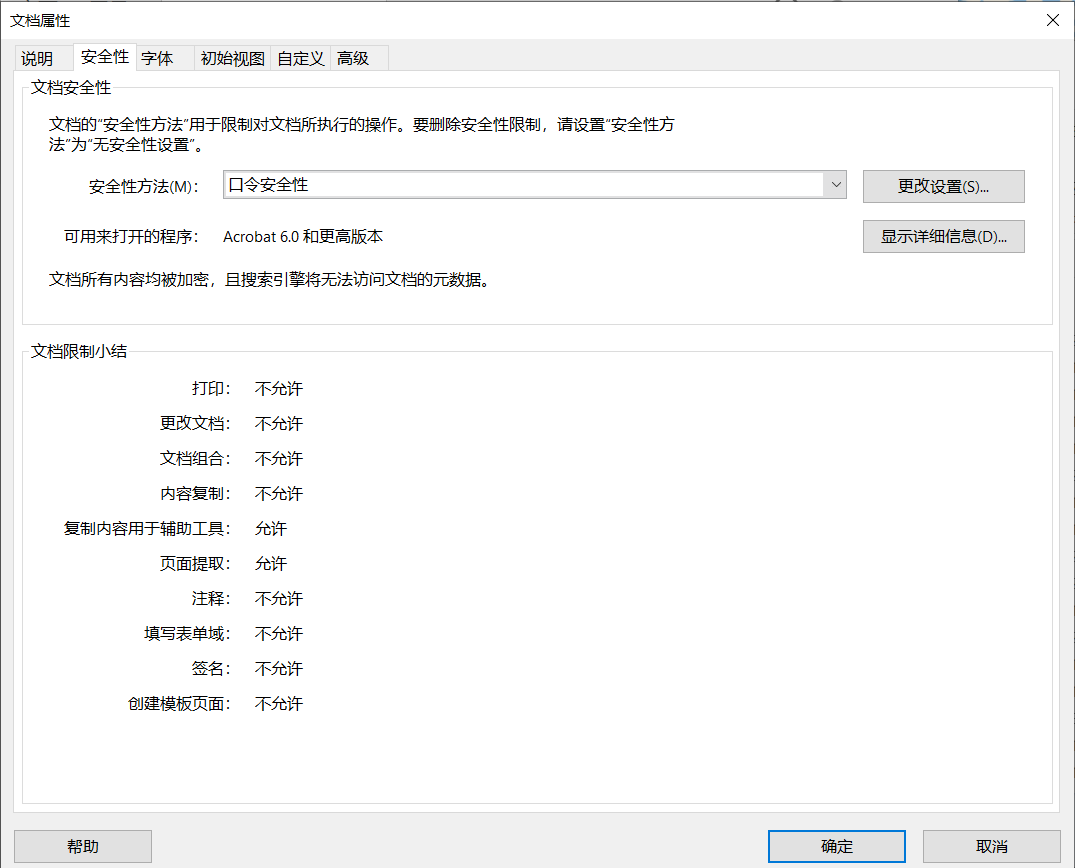 文档属性
说明 安全性 字体 初始视图 自定义 高级
文档安全性
文档的“安全性方法”用于限制对文档所执行的操作。要删除安全性限制，请设置“安全性方
法”为“无安全性设置”。
安全性方法(M)： 口令安全性 更改设置(S)...
可用来打开的程序： Acrobat 6.0 和更高版本 显示详细信息(D)...
文档所有内容均被加密，且搜索引擎将无法访问文档的元数据。
文档限制小结
打印： 不允许
更改文档： 不允许
文档组合： 不允许
内容复制： 不允许
复制内容用于辅助工具： 允许
页面提取： 允许
注释： 不允许
填写表单域： 不允许
签名： 不允许
创建模板页面： 不允许
帮助 确定 取消